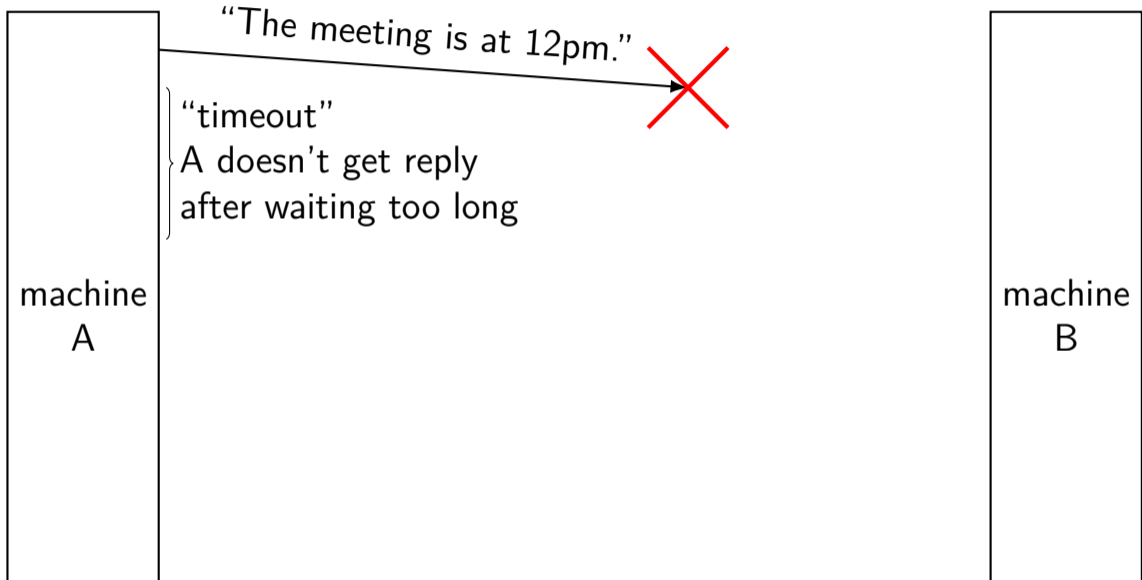 “The meeting is at 12pm.”
“timeout”
A doesn’t get reply
after waiting too long
machine
A
machine
B